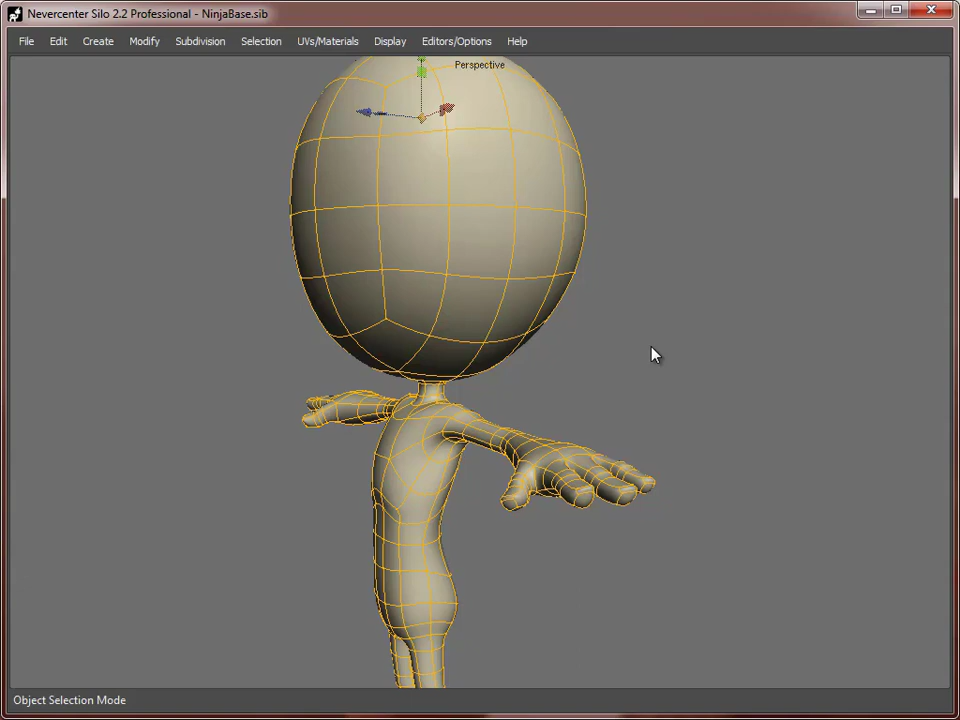 Nevercenter Silo 2.2 Professional - NinjaBase.sib
File Edit Create Modify Subdivision Selection UVs/Materials Display Editors/Options Help
Perspective
Object Selection Mode